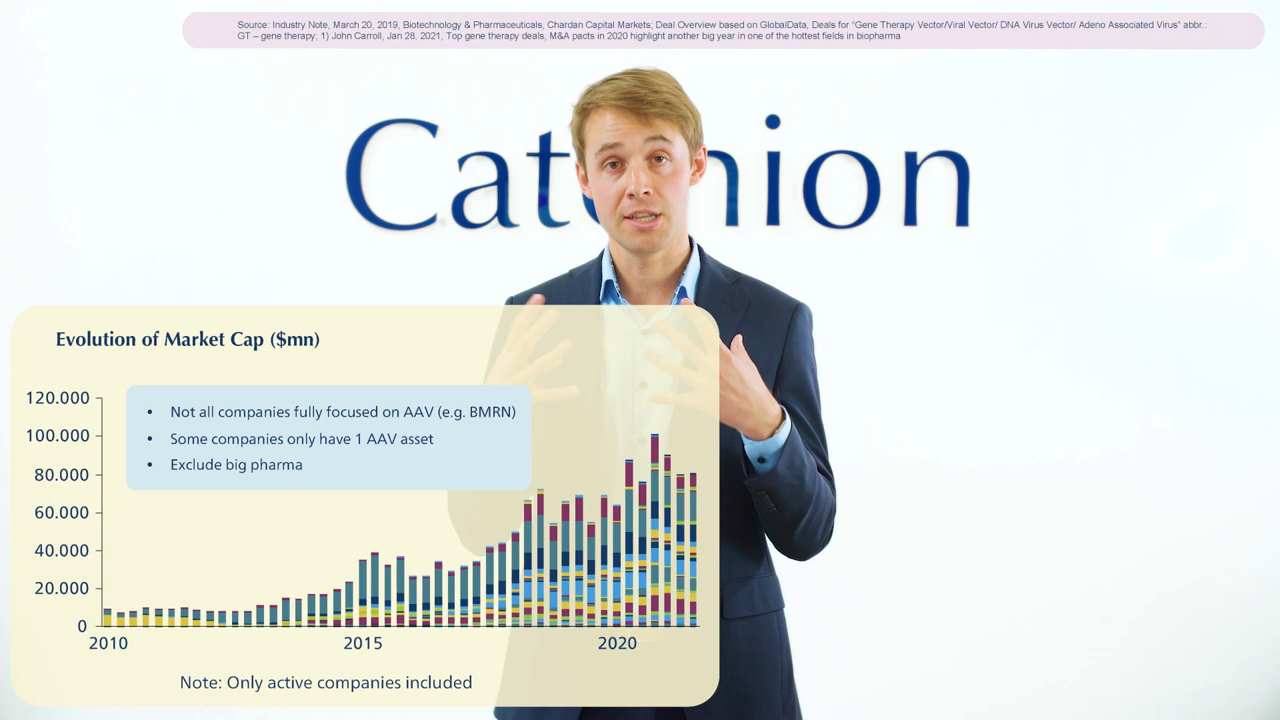 Source: Industry Note, March 20, 2019, Biotechnology & Pharmaceuticals, Chardan Capital Markets; Deal Overview based on GlobalData, Deals for “Gene Therapy Vector/Viral Vector/ DNA Virus Vector/ Adeno Associated Virus” abbr.:
GT – gene therapy; 1) John Carroll, Jan 28, 2021, Top gene therapy deals, M&A pacts in 2020 highlight another big year in one of the hottest fields in biopharma
Evolution of Market Cap ($mn)
120.000
100.000
80.000
60.000
40.000
20.000
0
• Not all companies fully focused on AAV (e.g. BMRN)
• Some companies only have 1 AAV asset
• Exclude big pharma
2010 2015 2020
Note: Only active companies included